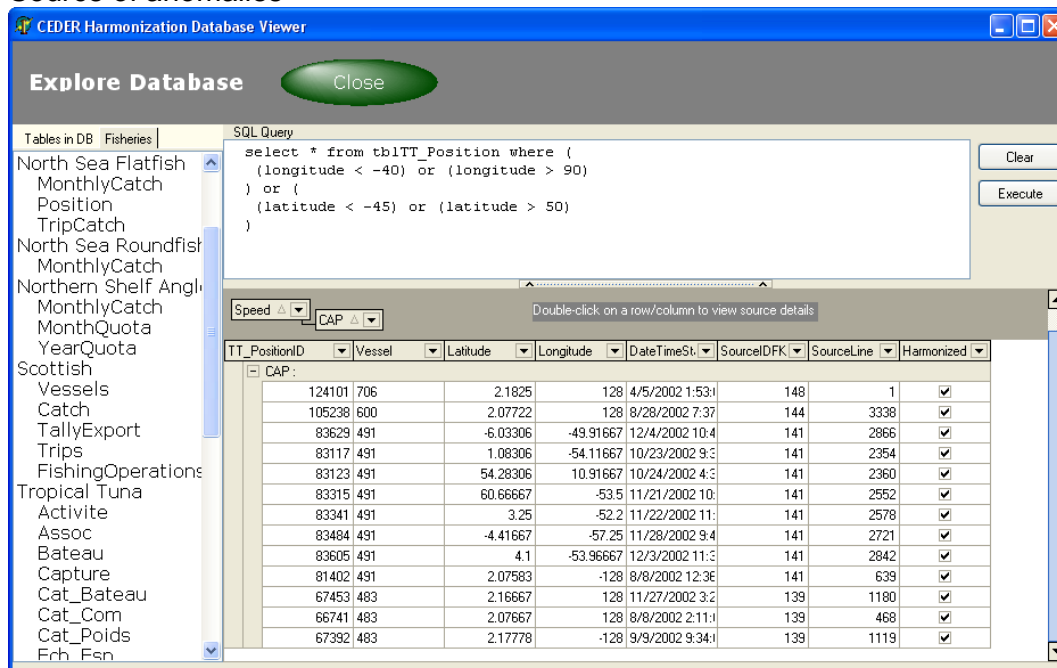 CEDER Harmonization Database Viewer
Explore Database
Close
Tables in DB Fisheries
North Sea Flatfish
MonthlyCatch
Position
TripCatch
North Sea Roundfish
MonthlyCatch
Northern Shelf Angl
MonthlyCatch
MonthQuota
YearQuota
Scottish
Vessels
Catch
TallyExport
Trips
FishingOperations
Tropical Tuna
Activite
Assoc
Bateau
Capture
Cat_Bateau
Cat_Com
Cat_Poids
Ech_Esp
SQL Query
select * from tblTT_Position where (
(longitude < -40) or (longitude > 90)
) or (
(latitude < -45) or (latitude > 50)
)
Clear
Execute
Speed
CAP
Double-click on a row/column to view source details
TT_PositionID Vessel Latitude Longitude DateTimeSt. SourceIDFK SourceLine Harmonized
CAP :
124101 706 2.1825 128 4/5/2002 1:53: 148 1
105238 600 2.07722 128 8/28/2002 7:37 144 3338
83629 491 -6.03306 -49.91667 12/4/2002 10:4 141 2866
83117 491 1.08306 -54.11667 10/23/2002 9:3 141 2354
83123 491 54.28306 10.91667 10/24/2002 4:3 141 2360
83315 491 60.66667 -53.5 11/21/2002 10: 141 2552
83341 491 3.25 -52.2 11/22/2002 11: 141 2578
83484 491 -4.41667 -57.25 11/28/2002 9:4 141 2721
83605 491 4.1 -53.96667 12/3/2002 11:3 141 2842
81402 491 2.07583 -128 8/8/2002 12:36 141 639
67453 483 2.16667 128 11/27/2002 3:2 139 1180
66741 483 2.07667 128 8/8/2002 2:11: 139 468
67392 483 2.17778 -128 9/9/2002 9:34: 139 1119